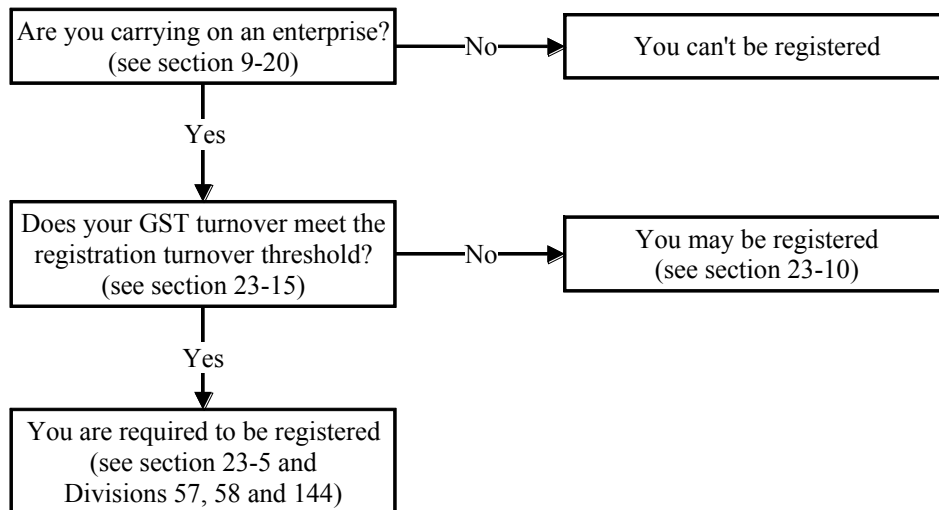 Are you carrying on an enterprise?
(see section 9-20)
No
You can't be registered
Yes
Does your GST turnover meet the
registration turnover threshold?
(see section 23-15)
No
You may be registered
(see section 23-10)
Yes
You are required to be registered
(see section 23-5 and
Divisions 57, 58 and 144)